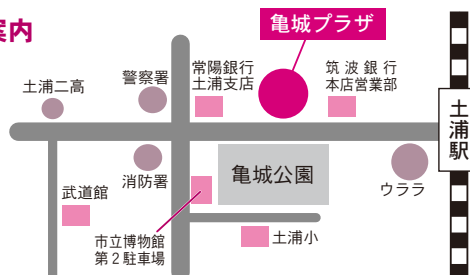 案内
亀城プラザ
土浦二高
警察署
常陽銀行
土浦支店
筑波銀行
本店営業部
土浦駅
武道館
消防署
亀城公園
ウララ
市立博物館
第２駐車場
土浦小